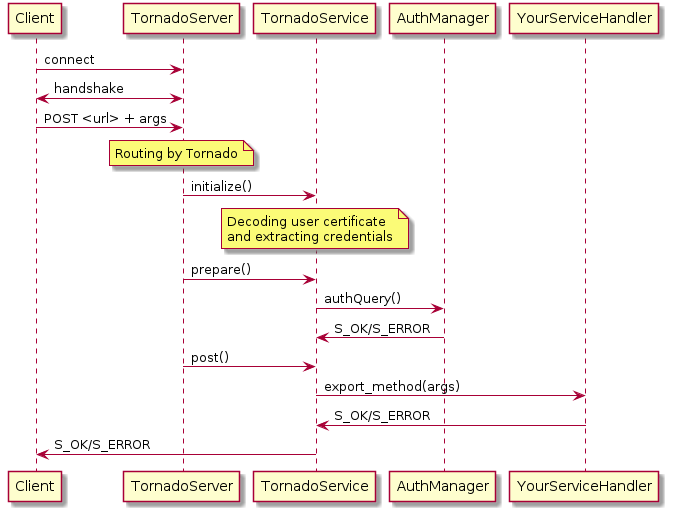 Client
TornadoServer
TornadoService
AuthManager
YourServiceHandler
connect
handshake
POST <url> + args
Routing by Tornado
initialize()
Decoding user certificate
and extracting credentials
prepare()
authQuery()
S_OK/S_ERROR
post()
export_method(args)
S_OK/S_ERROR
S_OK/S_ERROR
Client
TornadoServer
TornadoService
AuthManager
YourServiceHandler